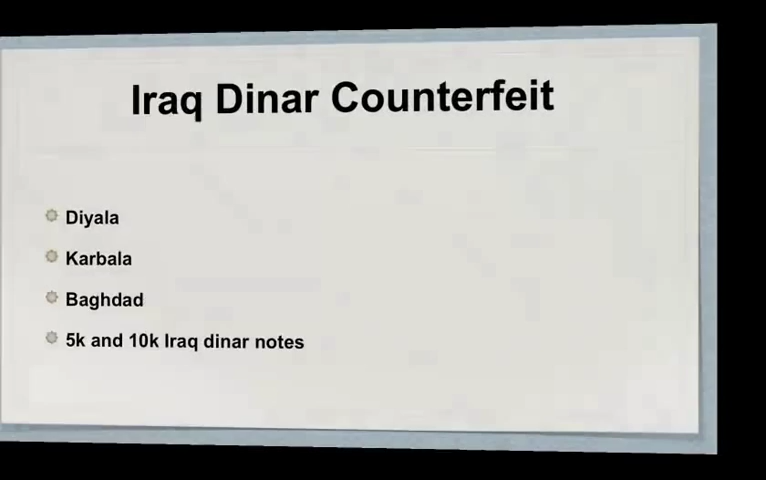 Iraq Dinar Counterfeit
Diyala
Karbala
Baghdad
5k and 10k Iraq dinar notes